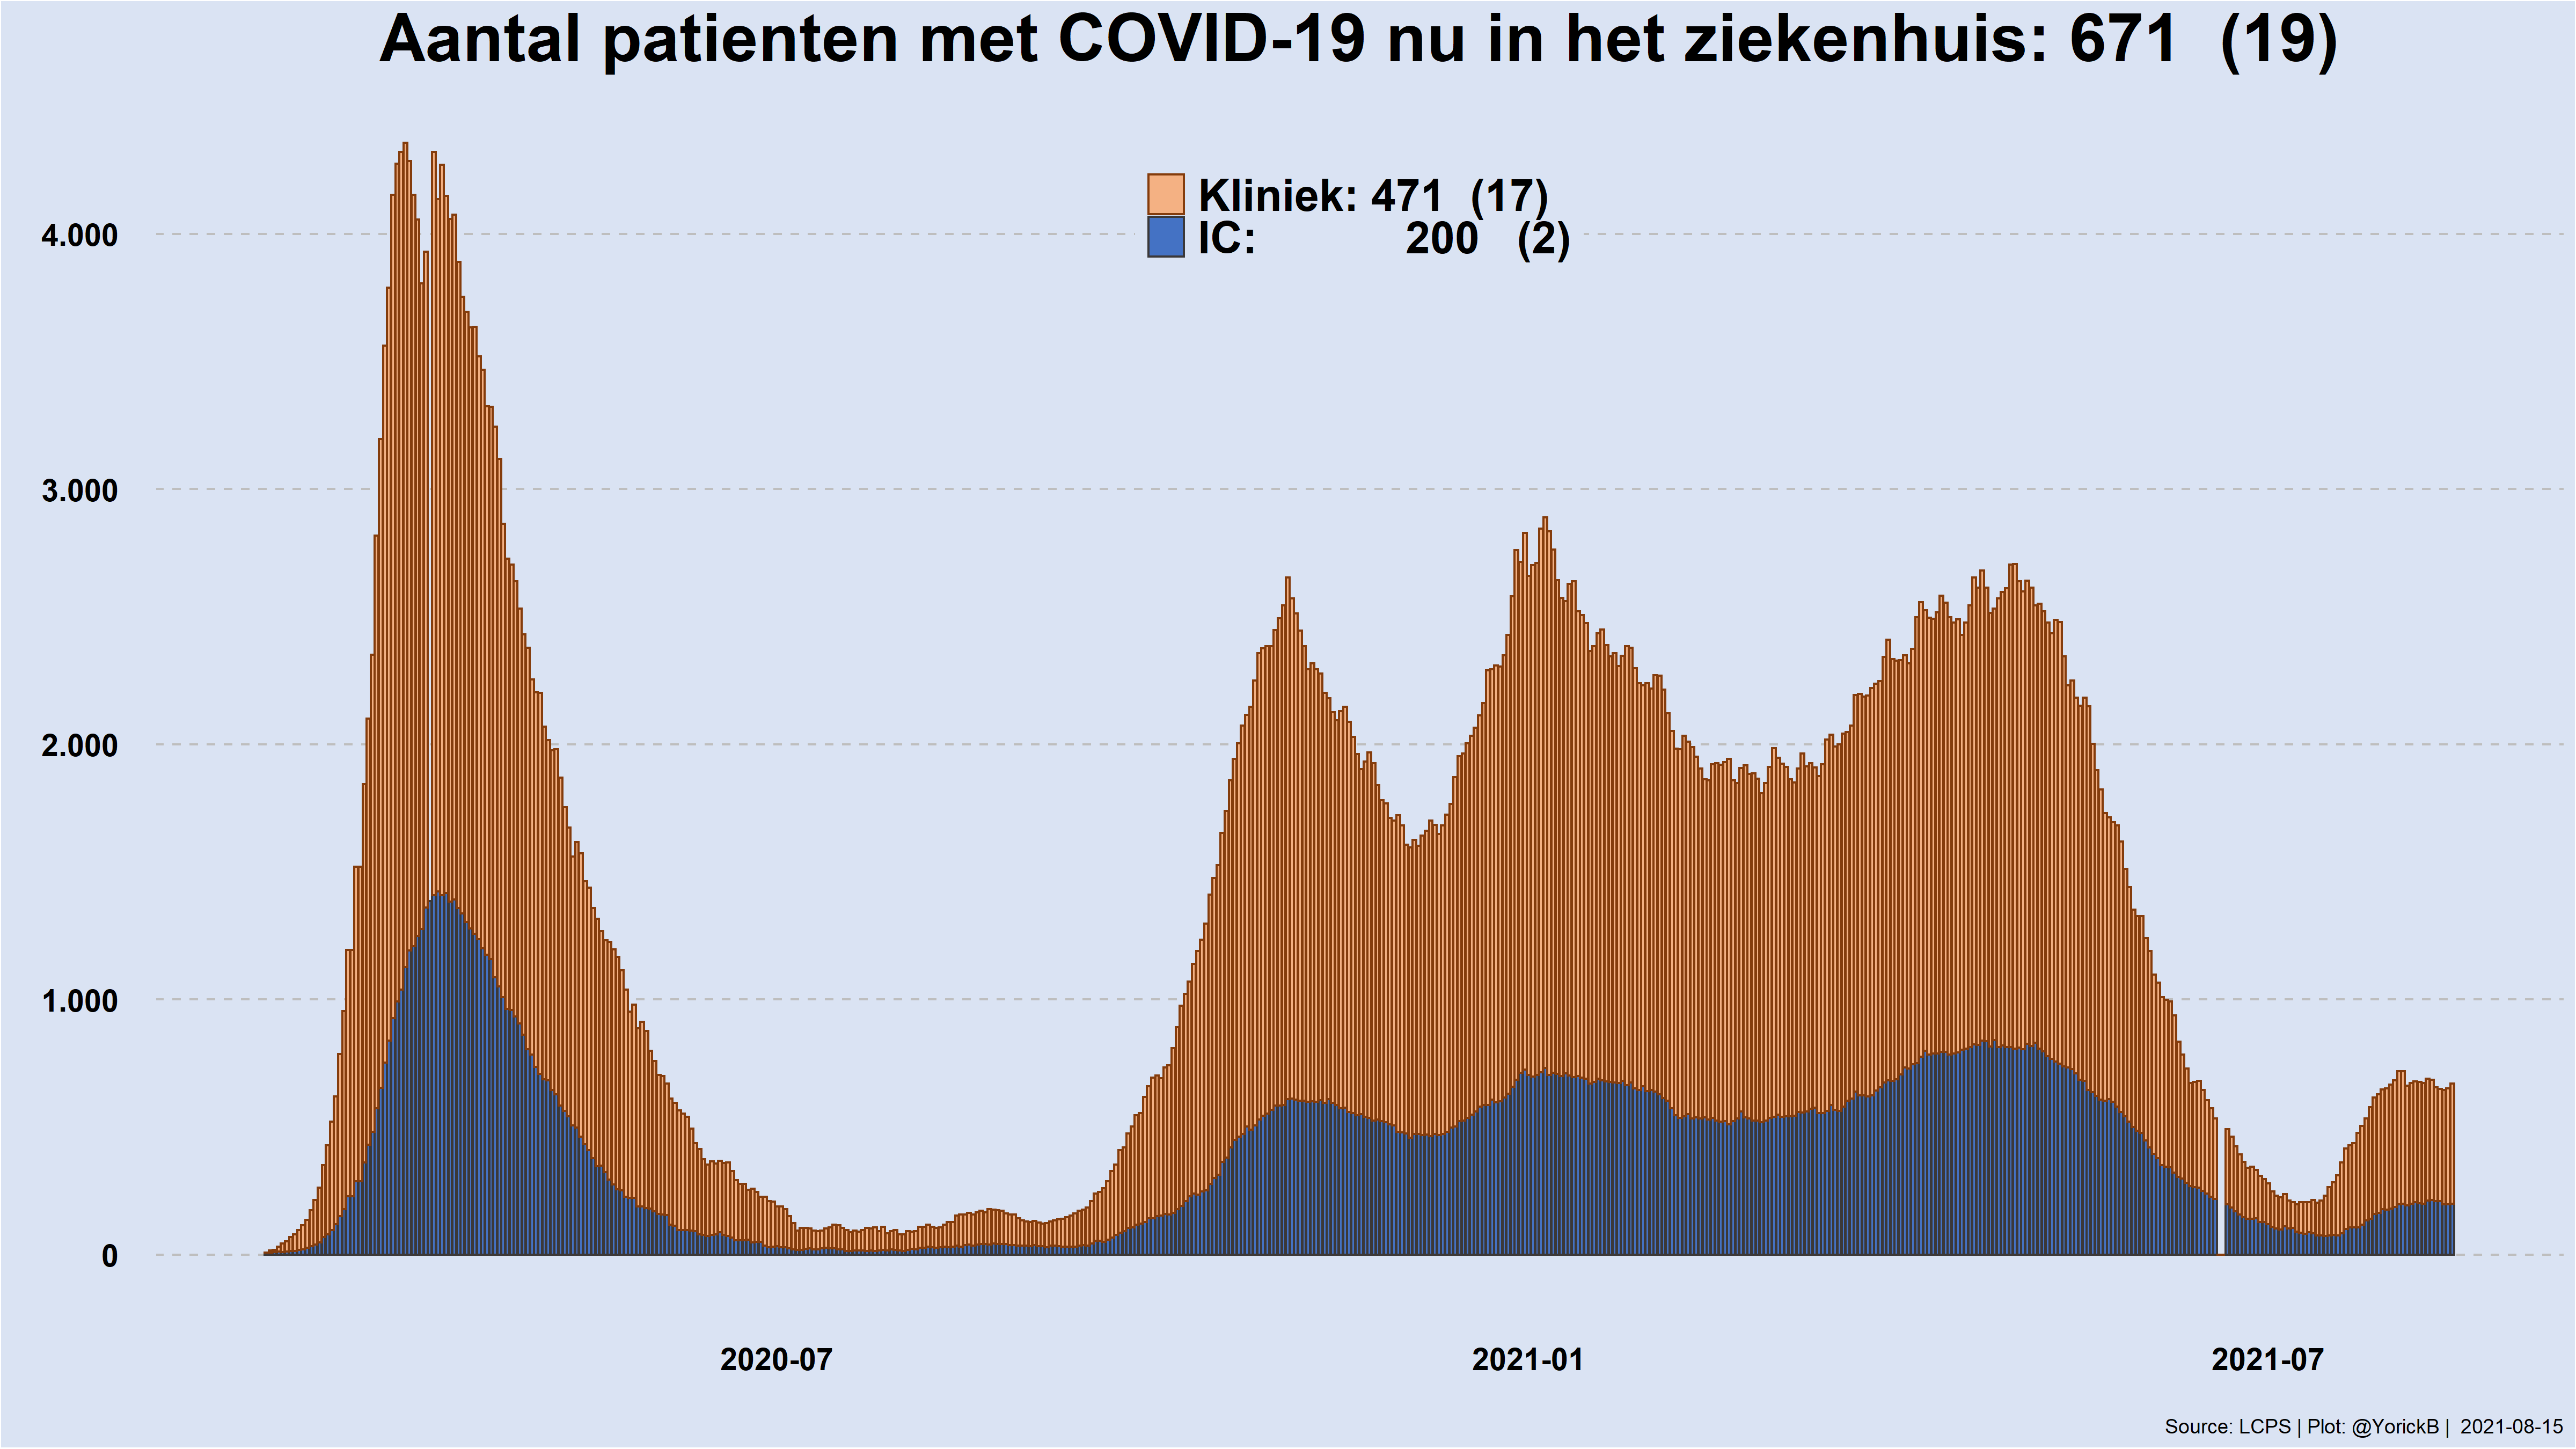 Aantal patienten met COVID-19 nu in het ziekenhuis: 671 (19)
Kliniek: 471 (17)
IC: 200 (2)
4.000
3.000
2.000
1.000
0
2020-07
2021-01
2021-07
Source: LCPS | Plot: @YorickB | 2021-08-15